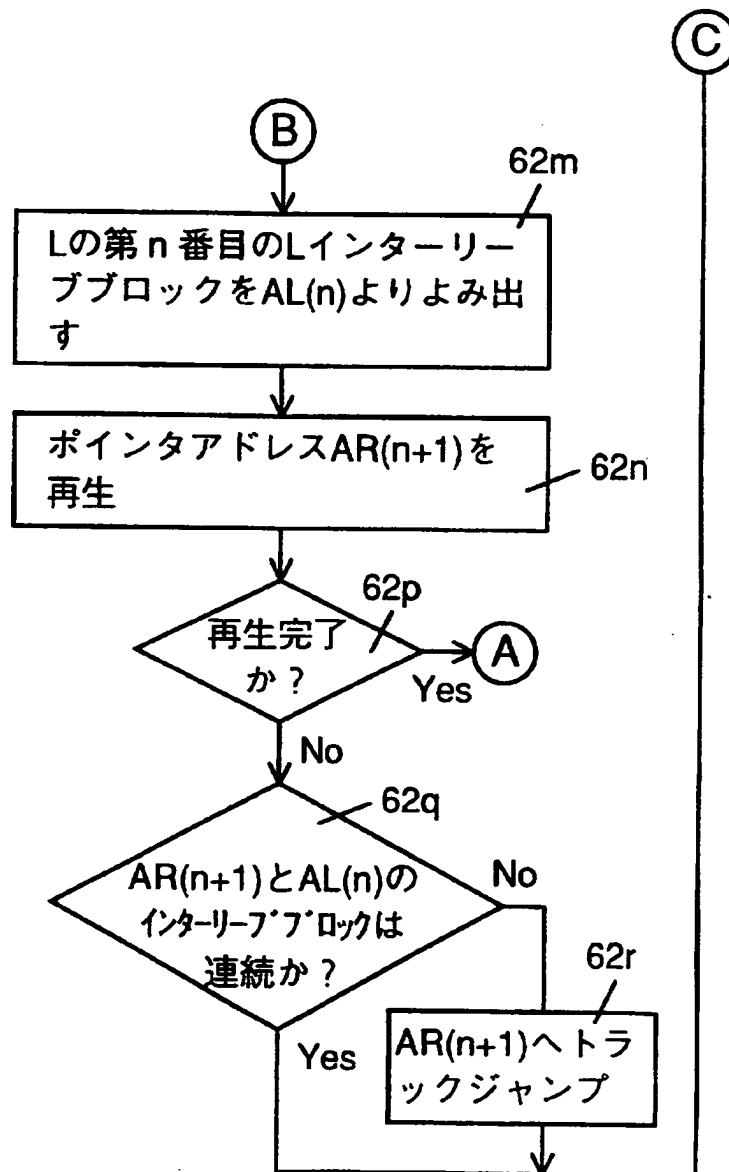 C
B
62m
Lの第n番目のLインターリー
ブブロックをAL(n)よりよみ出
す
ポインタアドレスAR(n+1)を
再生
62n
62p
再生完了
か？
A
Yes
No
62q
AR(n+1)とAL(n)の
インターリーブブロックは
連続か？
No
62r
Yes
AR(n+1)へトラ
ックジャンプ